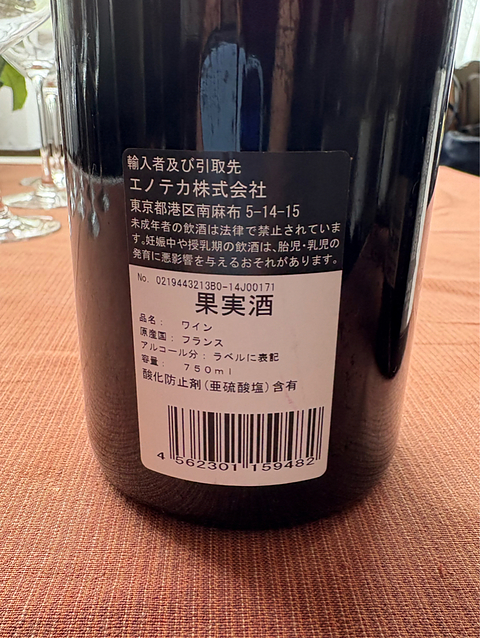 輸入者及び引取先
エノテカ株式会社
東京都港区南麻布 5-14-15
未成年者の飲酒は法律で禁止されていま
す。妊娠中や授乳期の飲酒は、胎児・乳児の
発育に悪影響を与えるおそれがあります。
No. 0219443213B0-14J00171
果実酒
品名: ワイン
原産国: フランス
アルコール分: ラベルに表記
容量: 750ml
酸化防止剤(亜硫酸塩)含有
4 562301 159482